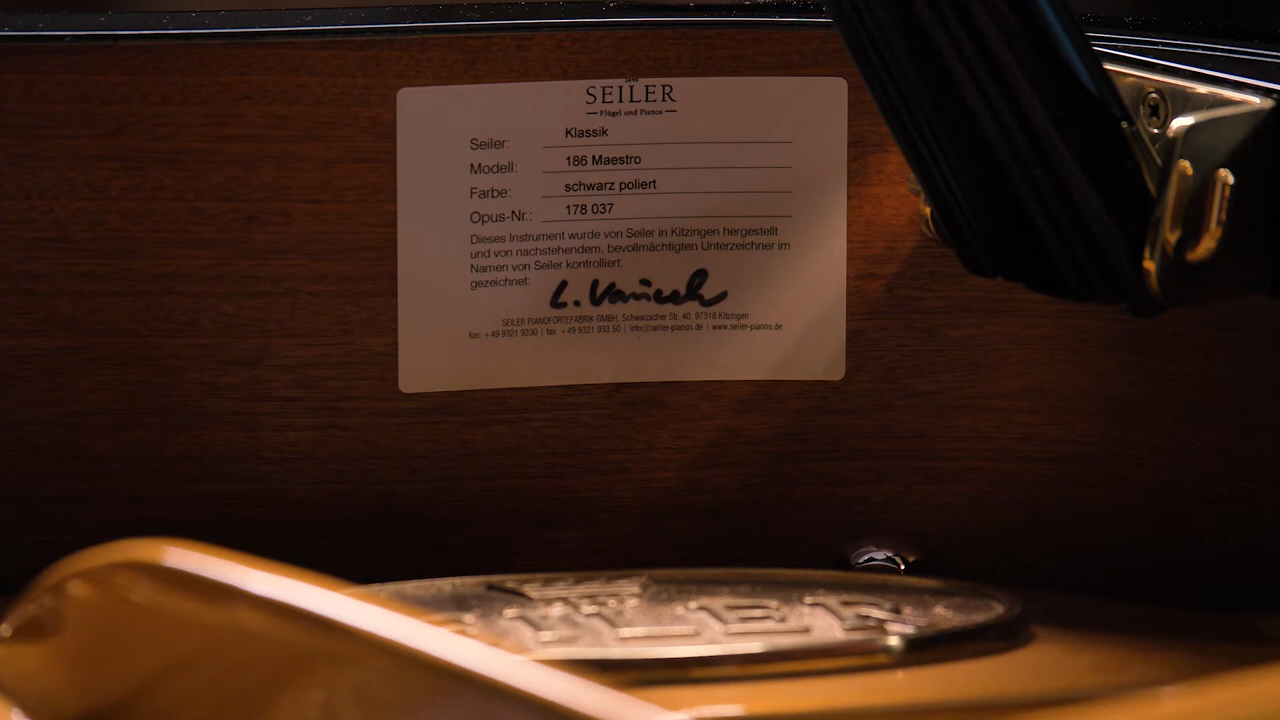 1849
SEILER
Flügel und Pianos
Seiler: Klassik
Modell: 186 Maestro
Farbe: schwarz poliert
Opus-Nr.: 178 037
Dieses Instrument wurde von Seiler in Kitzingen hergestellt
und von nachstehendem, bevollmächtigten Unterzeichner im
Namen von Seiler kontrolliert.
gezeichnet:
SEILER PIANOFORTEFABRIK GMBH, Schwarzacher Str. 40, 97318 Kitzingen
fon: +49 9321 9330 | fax: +49 9321 933 50 | info@seiler-pianos.de | www.seiler-pianos.de